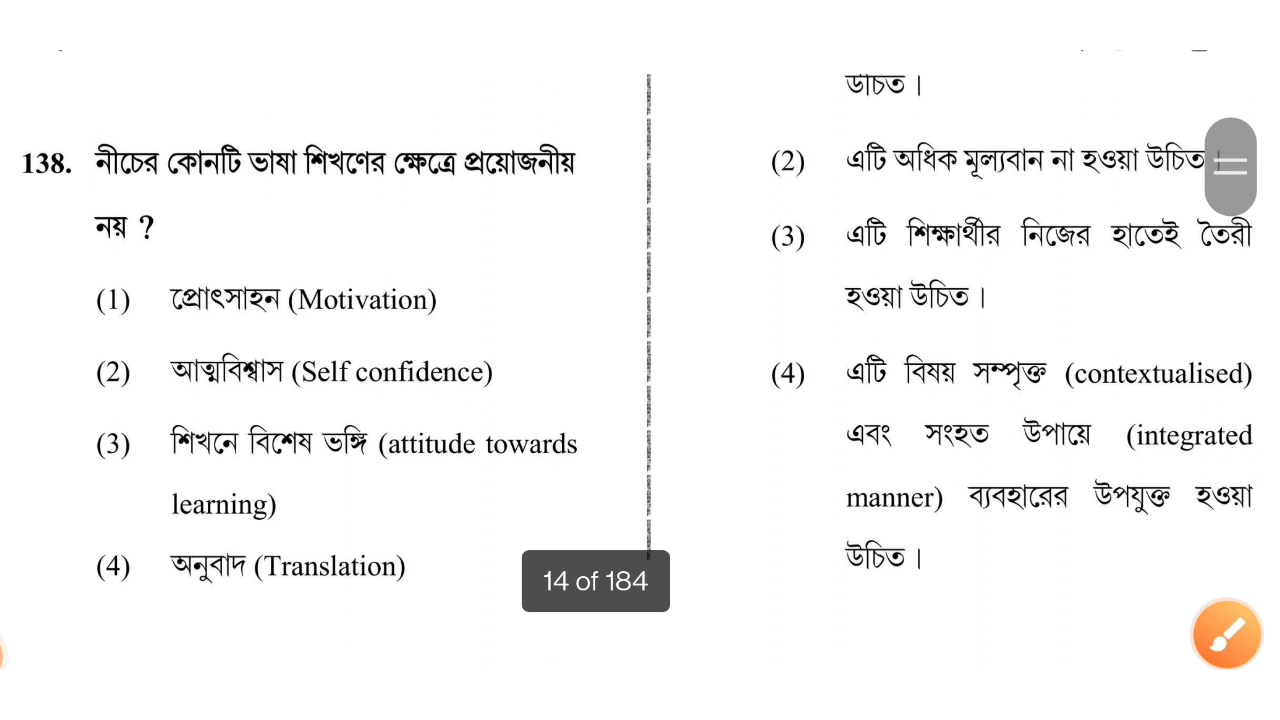 138. নীচের কোনটি ভাষা শিখণের ক্ষেত্রে প্রয়োজনীয়
নয় ?
(1) প্রোৎসাহন (Motivation)
(2) আত্মবিশ্বাস (Self confidence)
(3) শিখনে বিশেষ ভঙ্গি (attitude towards
learning)
(4) অনুবাদ (Translation)
(2) এটি অধিক মূল্যবান না হওয়া উচিত ।
(3) এটি শিক্ষার্থীর নিজের হাতেই তৈরী
হওয়া উচিত ।
(4) এটি বিষয় সম্পৃক্ত (contextualised)
এবং সংহত উপায়ে (integrated
manner) ব্যবহারের উপযুক্ত হওয়া
উচিত ।
14 of 184